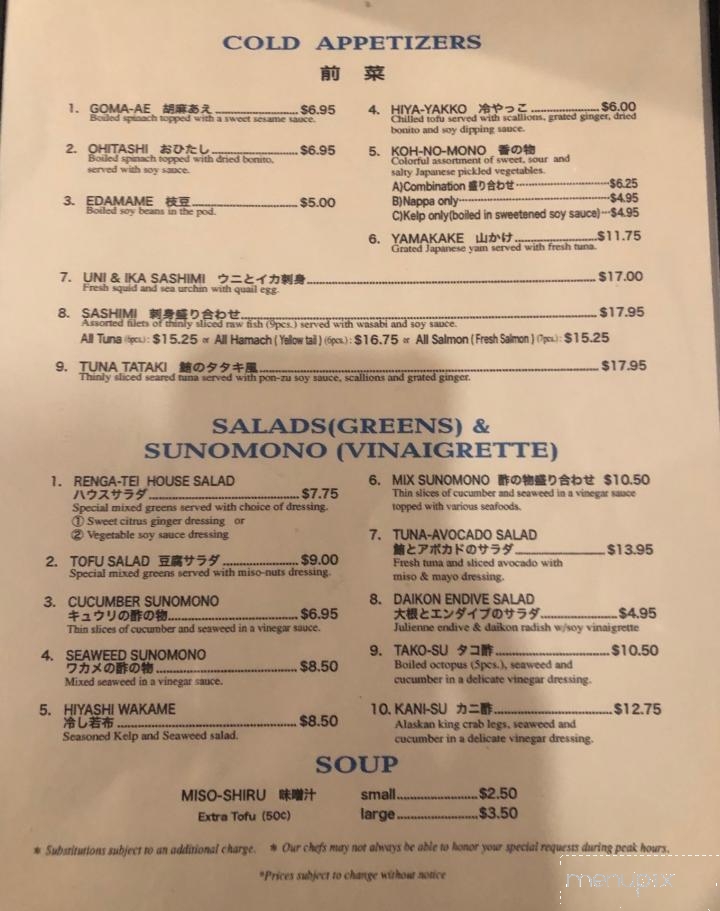 COLD APPETIZERS
前 菜
1. GOMA-AE 胡麻あえ $6.95
Boiled spinach topped with a sweet sesame sauce.
2. OHITASHI おひたし $6.95
Boiled spinach topped with dried bonito,
served with soy sauce.
3. EDAMAME 枝豆 $5.00
Boiled soy beans in the pod.
4. HIYA-YAKKO 冷やっこ $6.00
Chilled tofu served with scallions, grated ginger, dried
bonito and soy dipping sauce.
5. KOH-NO-MONO 香の物
Colorful assortment of sweet, sour and
salty Japanese pickled vegetables.
A)Combination 盛り合わせ $6.25
B)Nappa only $4.95
C)Kelp only(boiled in sweetened soy sauce) $4.95
6. YAMAKAKE 山かけ $11.75
Grated Japanese yam served with fresh tuna.
7. UNI & IKA SASHIMI ウニとイカ刺身 $17.00
Fresh squid and sea urchin with quail egg.
8. SASHIMI 刺身盛り合わせ $17.95
Assorted filets of thinly sliced raw fish (9pcs.) served with wasabi and soy sauce.
All Tuna (6pcs.) : $15.25 or All Hamach ( Yellow tail ) (6pcs.) : $16.75 or All Salmon ( Fresh Salmon ) (7pcs.) : $15.25
9. TUNA TATAKI 鮪のタタキ風 $17.95
Thinly sliced seared tuna served with pon-zu soy sauce, scallions and grated ginger.
SALADS(GREENS) &
SUNOMONO (VINAIGRETTE)
1. RENGA-TEI HOUSE SALAD
ハウスサラダ $7.75
Special mixed greens served with choice of dressing.
① Sweet citrus ginger dressing or
② Vegetable soy sauce dressing
2. TOFU SALAD 豆腐サラダ $9.00
Special mixed greens served with miso-nuts dressing.
3. CUCUMBER SUNOMONO
キュウリの酢の物 $6.95
Thin slices of cucumber and seaweed in a vinegar sauce.
4. SEAWEED SUNOMONO
ワカメの酢の物 $8.50
Mixed seaweed in a vinegar sauce.
5. HIYASHI WAKAME
冷し若布 $8.50
Seasoned Kelp and Seaweed salad.
6. MIX SUNOMONO 酢の物盛り合わせ $10.50
Thin slices of cucumber and seaweed in a vinegar sauce
topped with various seafoods.
7. TUNA-AVOCADO SALAD
鮪とアボカドのサラダ $13.95
Fresh tuna and sliced avocado with
miso & mayo dressing.
8. DAIKON ENDIVE SALAD
大根とエンダイブのサラダ $4.95
Julienne endive & daikon radish w/soy vinaigrette
9. TAKO-SU タコ酢 $10.50
Boiled octopus (5pcs.), seaweed and
cucumber in a delicate vinegar dressing.
10. KANI-SU カニ酢 $12.75
Alaskan king crab legs, seaweed and
cucumber in a delicate vinegar dressing.
SOUP
MISO-SHIRU 味噌汁 small $2.50
Extra Tofu (50¢) large $3.50
* Substitutions subject to an additional charge. * Our chefs may not always be able to honor your special requests during peak hours.
*Prices subject to change without notice
menupix